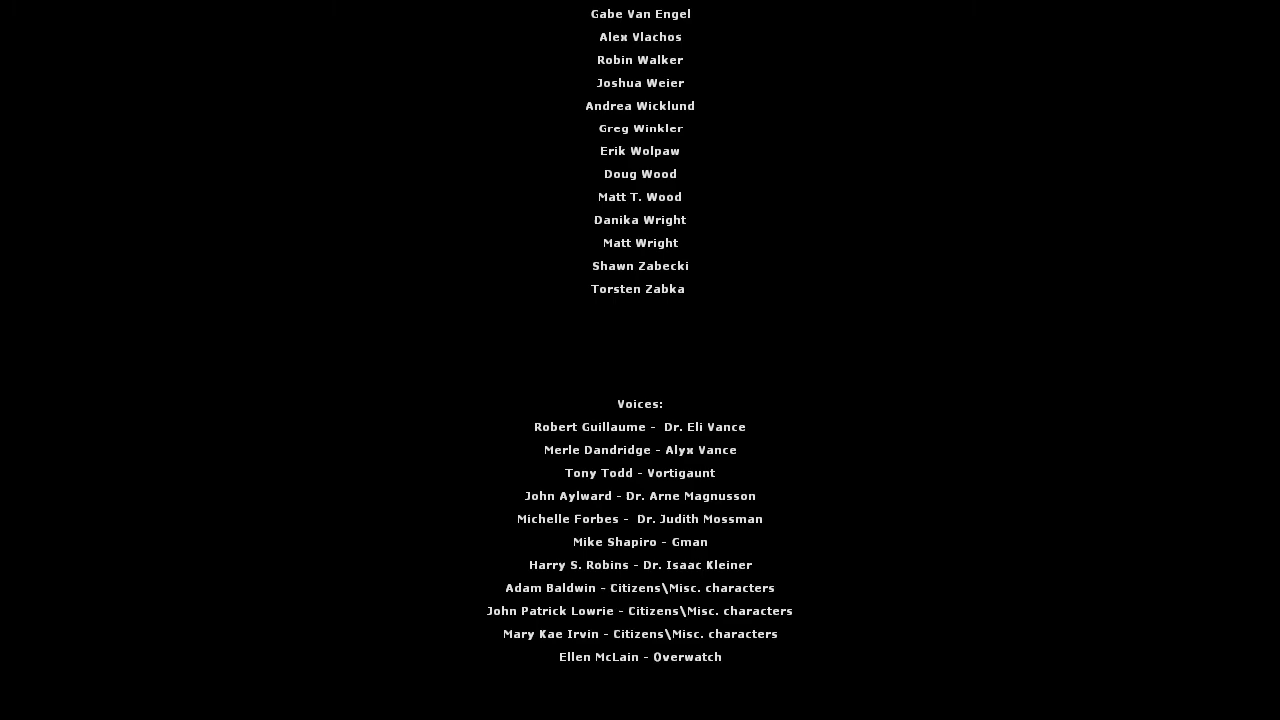 Gabe Van Engel
Alex Vlachos
Robin Walker
Joshua Weier
Andrea Wicklund
Greg Winkler
Erik Wolpaw
Doug Wood
Matt T. Wood
Danika Wright
Matt Wright
Shawn Zabecki
Torsten Zabka
Voices:
Robert Guillaume -  Dr. Eli Vance
Merle Dandridge - Alyx Vance
Tony Todd - Vortigaunt
John Aylward - Dr. Arne Magnusson
Michelle Forbes -  Dr. Judith Mossman
Mike Shapiro - Gman
Harry S. Robins - Dr. Isaac Kleiner
Adam Baldwin - Citizens\Misc. characters
John Patrick Lowrie - Citizens\Misc. characters
Mary Kae Irvin - Citizens\Misc. characters
Ellen McLain - Overwatch